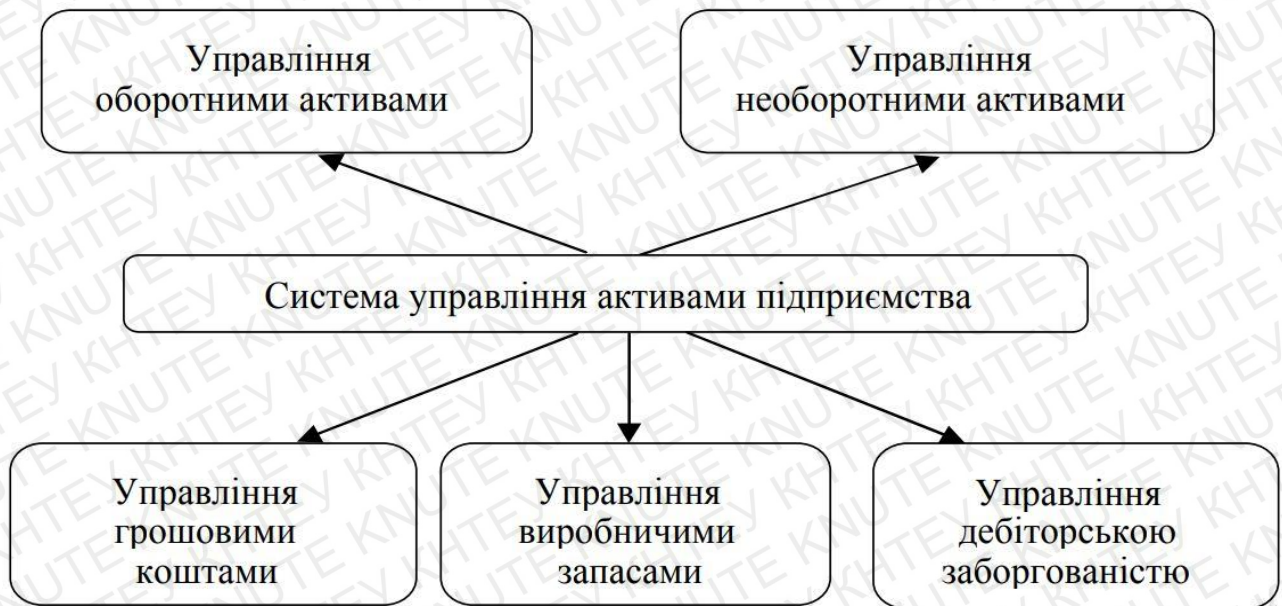 Управління
оборотними активами
Управління
необоротними активами
Система управління активами підприємства
Управління
грошовими
коштами
Управління
виробничими
запасами
Управління
дебіторською
заборгованістю